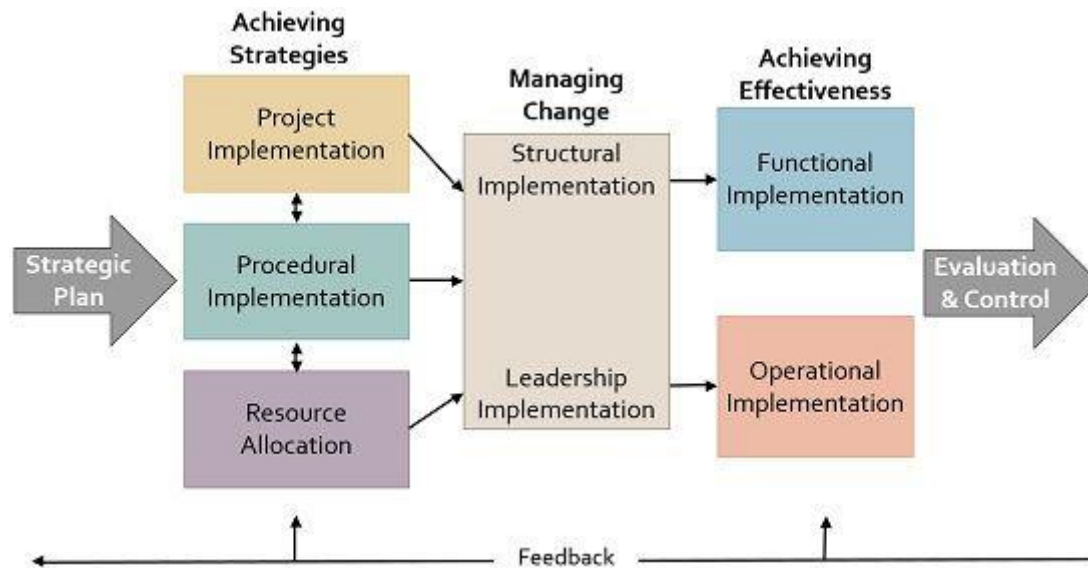 Achieving
Strategies
Project
Implementation
Procedural
Implementation
Resource
Allocation
Strategic
Plan
Managing
Change
Structural
Implementation
Leadership
Implementation
Achieving
Effectiveness
Functional
Implementation
Operational
Implementation
Evaluation
& Control
Feedback